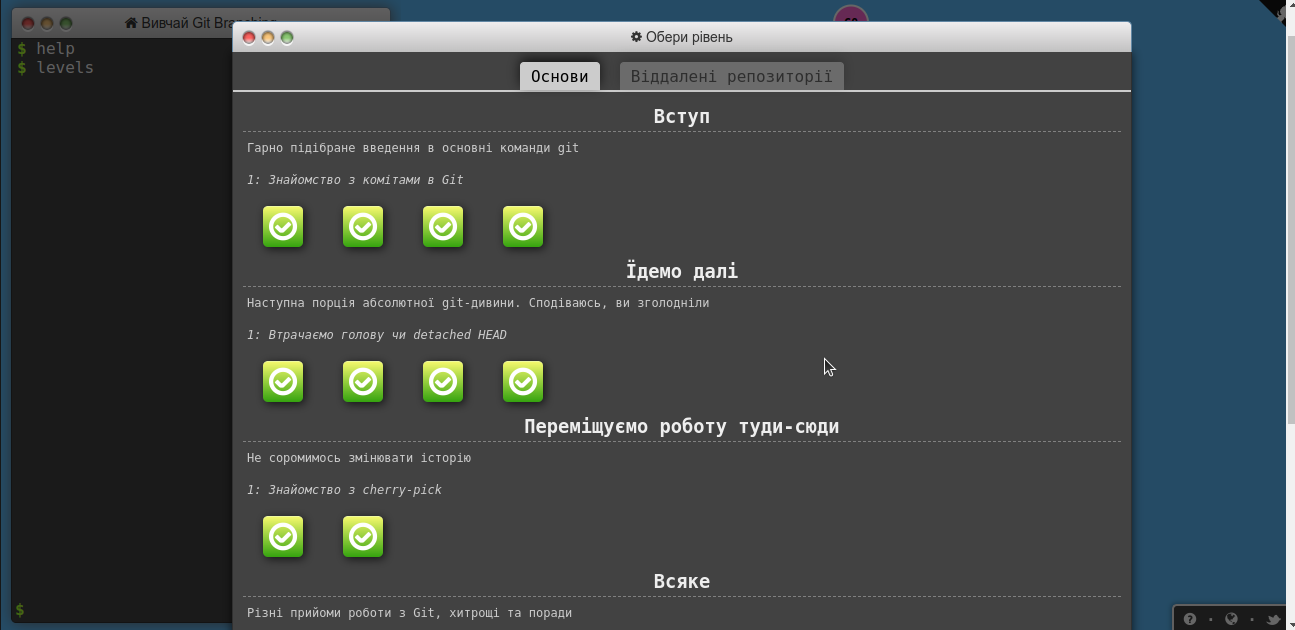 Вивчай Git Branching
$ help
$ levels
$
Обери рівень
Основи
Віддалені репозиторії
Вступ
Гарно підібране введення в основні команди git
1: Знайомство з комітами в Git
Їдемо далі
Наступна порція абсолютної git-дивини. Сподіваюсь, ви зголодніли
1: Втрачаємо голову чи detached HEAD
Переміщуємо роботу туди-сюди
Не соромимось змінювати історію
1: Знайомство з cherry-pick
Всяке
Різні прийоми роботи з Git, хитрощі та поради